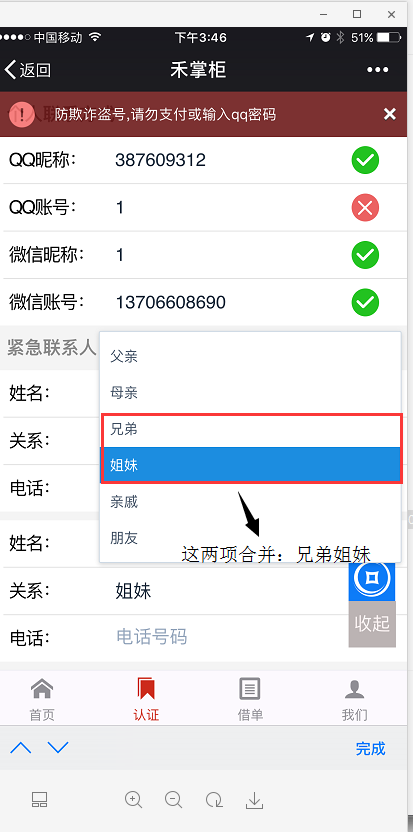 中国移动 下午3:46 51%
返回 禾掌柜
防欺诈盗号,请勿支付或输入qq密码
QQ昵称： 387609312
QQ账号： 1
微信昵称： 1
微信账号： 13706608690
紧急联系人
父亲
姓名：
母亲
兄弟
关系：
姐妹
电话：
亲戚
朋友
姓名：
这两项合并：兄弟姐妹
关系： 姐妹
收起
电话： 电话号码
首页 认证 借单 我们
完成